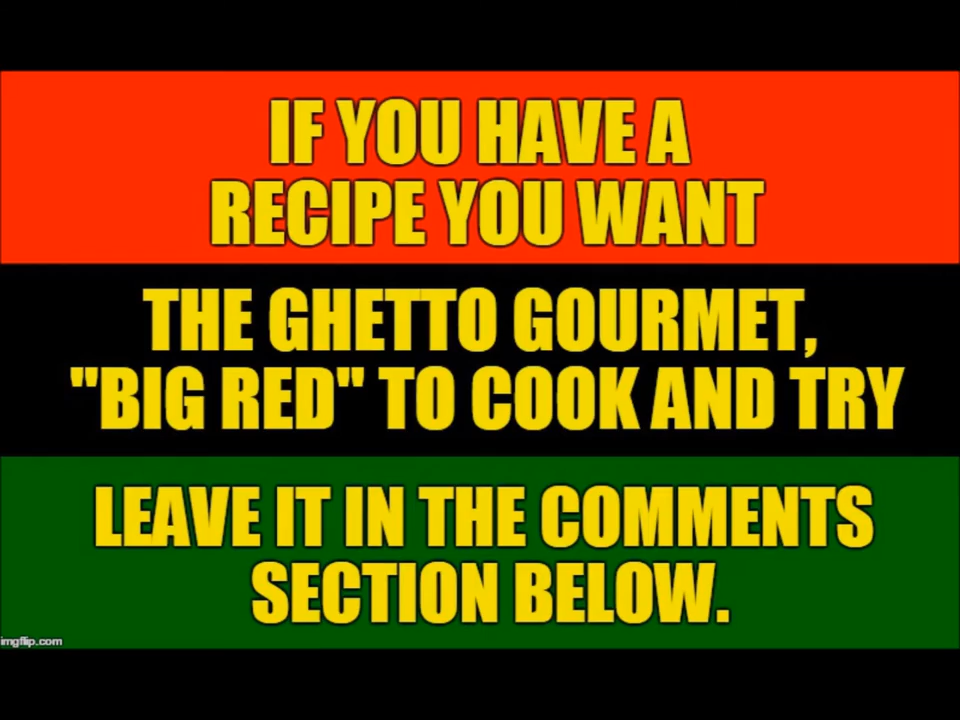 IF YOU HAVE A
RECIPE YOU WANT
THE GHETTO GOURMET,
"BIG RED" TO COOK AND TRY
LEAVE IT IN THE COMMENTS
SECTION BELOW.
imgflip.com